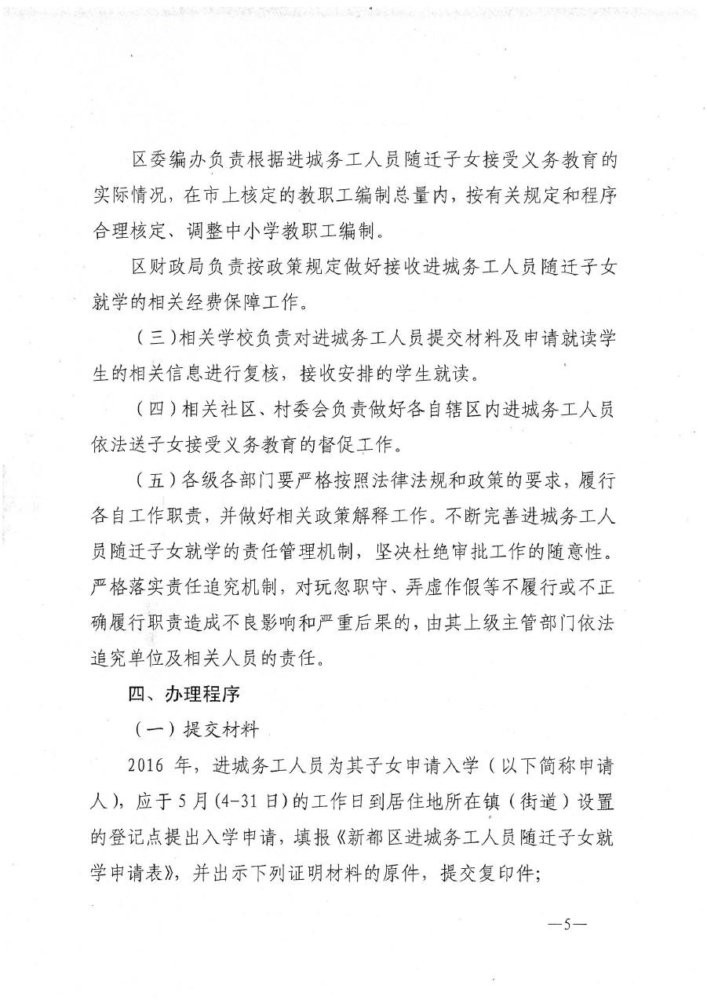 区委编办负责根据进城务工人员随迁子女接受义务教育的
实际情况，在市上核定的教职工编制总量内，按有关规定和程序
合理核定、调整中小学教职工编制。
区财政局负责按政策规定做好接收进城务工人员随迁子女
就学的相关经费保障工作。
（三）相关学校负责对进城务工人员提交材料及申请就读学
生的相关信息进行复核，接收安排的学生就读。
（四）相关社区、村委会负责做好各自辖区内进城务工人员
依法送子女接受义务教育的督促工作。
（五）各级各部门要严格按照法律法规和政策的要求，履行
各自工作职责，并做好相关政策解释工作。不断完善进城务工人
员随迁子女就学的责任管理机制，坚决杜绝审批工作的随意性。
严格落实责任追究机制，对玩忽职守、弄虚作假等不履行或不正
确履行职责造成不良影响和严重后果的，由其上级主管部门依法
追究单位及相关人员的责任。
四、办理程序
（一）提交材料
2016 年，进城务工人员为其子女申请入学（以下简称申请
人），应于5月(4-31日)的工作日到居住地所在镇（街道）设置
的登记点提出入学申请，填报《新都区进城务工人员随迁子女就
学申请表》，并出示下列证明材料的原件，提交复印件；
—5—